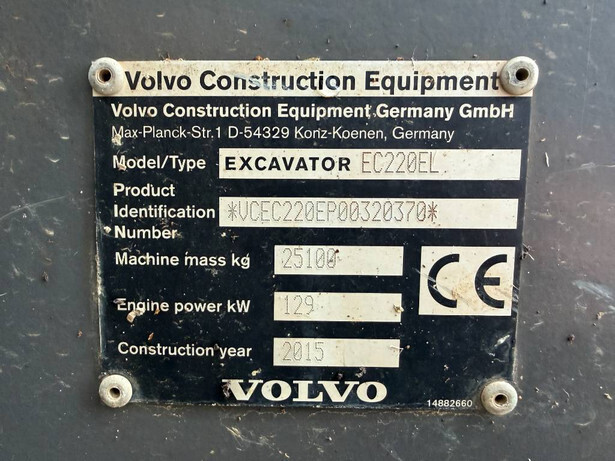 Volvo Construction Equipment
Volvo Construction Equipment Germany GmbH
Max-Planck-Str.1 D-54329 Konz-Koenen, Germany
Model/Type EXCAVATOR EC220EL
Product
Identification *VCEC220EP00320370*
Number
Machine mass kg 25100
CE
Engine power kW 129
Construction year 2015
VOLVO
14882660